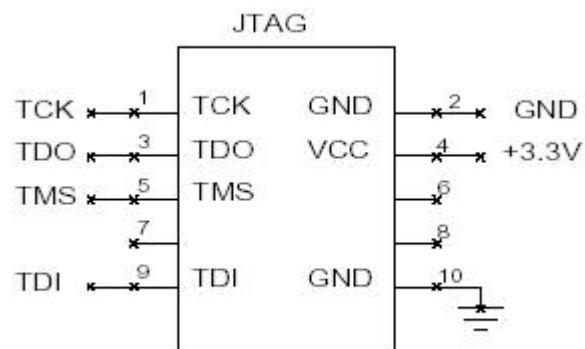 JTAG
TCK 1 TCK GND 2 GND
TDO 3 TDO VCC 4 +3.3V
TMS 5 TMS 6
7 8
TDI 9 TDI GND 10